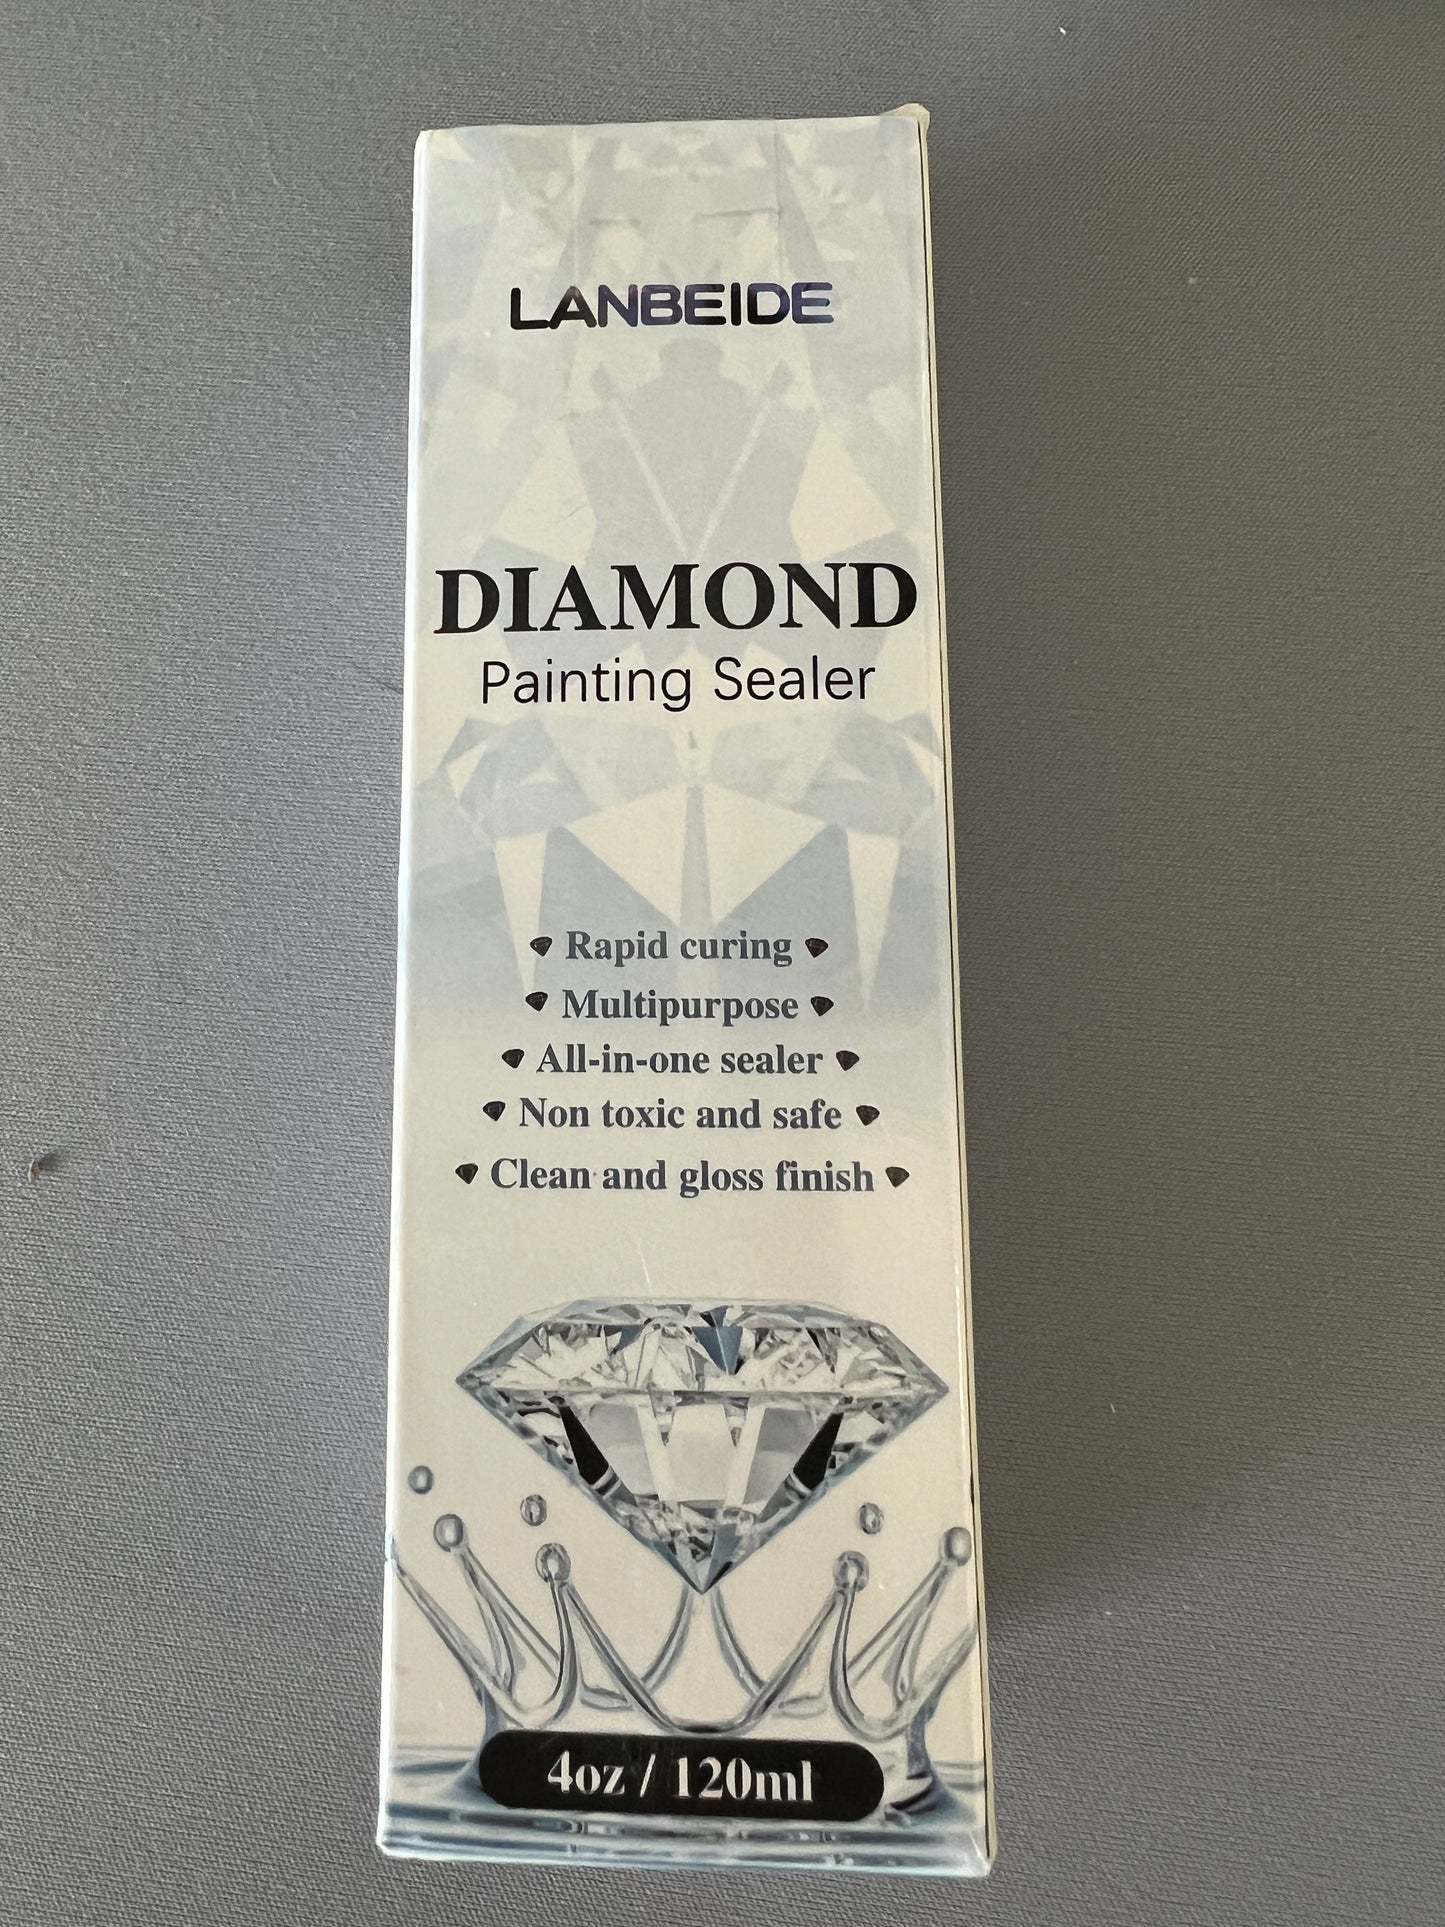 LANBEIDE
DIAMOND
Painting Sealer
Rapid curing
Multipurpose
All-in-one sealer
Non toxic and safe
Clean and gloss finish
4oz / 120ml